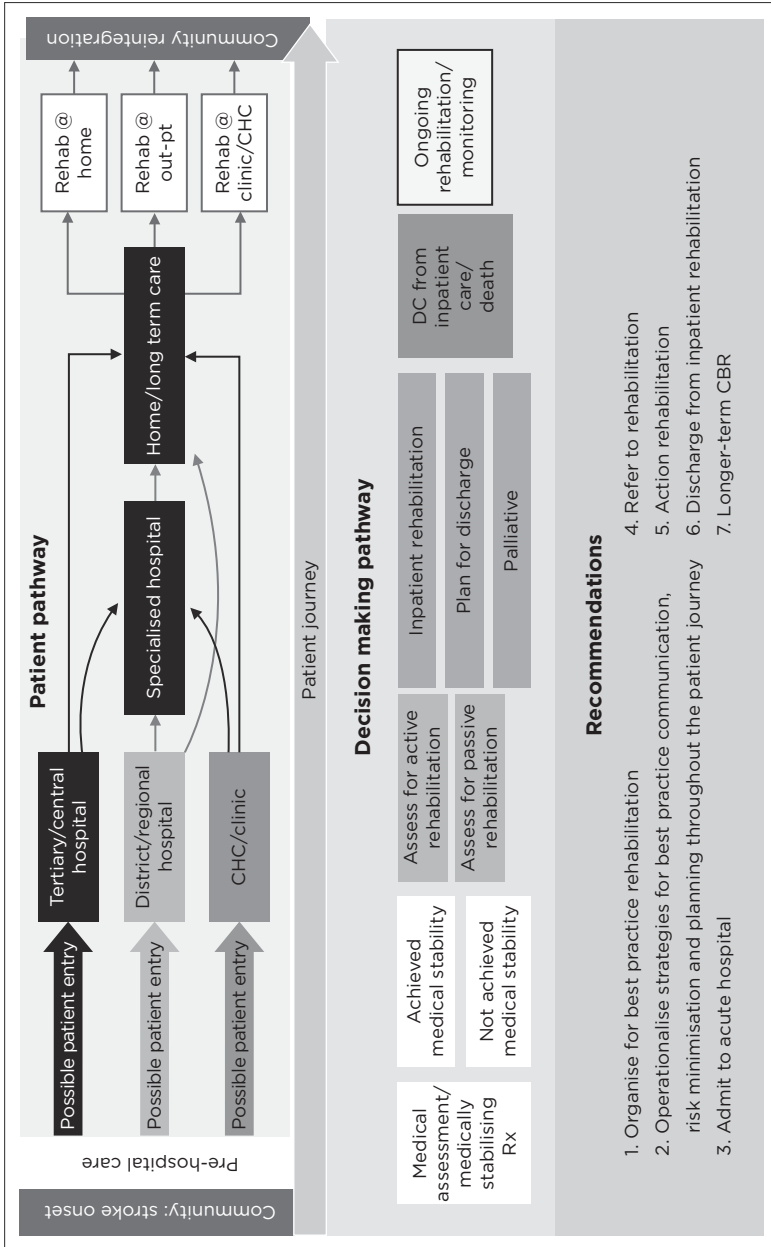 Patient pathway
Community: stroke onset
Pre-hospital care
Possible patient entry
Possible patient entry
Possible patient entry
Tertiary/central
hospital
District/regional
hospital
CHC/clinic
Specialised hospital
Home/long term care
Rehab @
home
Rehab @
out-pt
Rehab @
clinic/CHC
Community reintegration
Patient journey
Decision making pathway
Medical
assessment/
medically
stabilising
Rx
Achieved
medical stability
Not achieved
medical stability
Assess for active
rehabilitation
Assess for passive
rehabilitation
Inpatient rehabilitation
Plan for discharge
Palliative
DC from
inpatient
care/
death
Ongoing
rehabilitation/
monitoring
Recommendations
1. Organise for best practice rehabilitation
2. Operationalise strategies for best practice communication,
risk minimisation and planning throughout the patient journey
3. Admit to acute hospital
4. Refer to rehabilitation
5. Action rehabilitation
6. Discharge from inpatient rehabilitation
7. Longer-term CBR